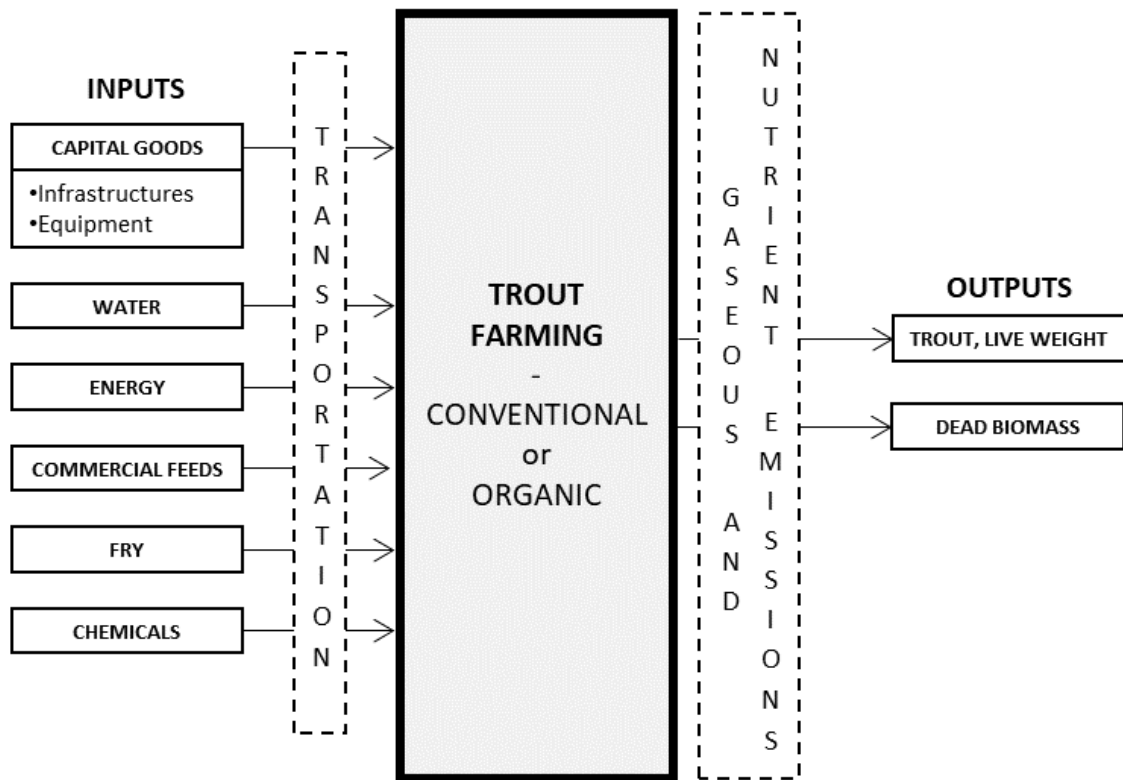 INPUTS
CAPITAL GOODS
•Infrastructures
•Equipment
WATER
ENERGY
COMMERCIAL FEEDS
FRY
CHEMICALS
TRANSPORTATION
TROUT
FARMING
-
CONVENTIONAL
or
ORGANIC
GASEOUS AND
NUTRIENT EMISSIONS
OUTPUTS
TROUT, LIVE WEIGHT
DEAD BIOMASS